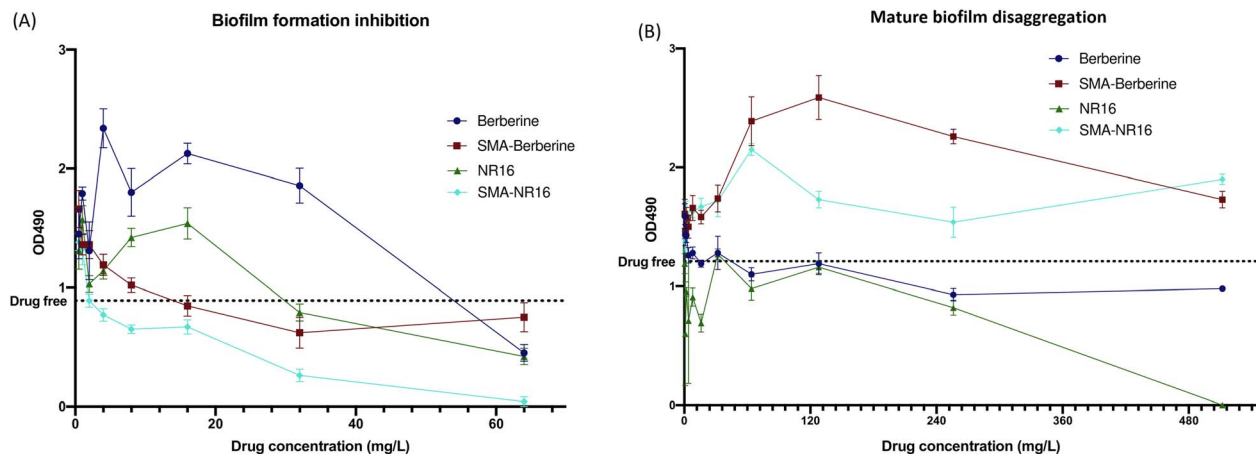 (A)
Biofilm formation inhibition
3
2
1
0
OD490
Drug free
Berberine
SMA-Berberine
NR16
SMA-NR16
0
20
40
60
Drug concentration (mg/L)
(B)
Mature biofilm disaggregation
3
2
1
0
OD490
Drug free
Berberine
SMA-Berberine
NR16
SMA-NR16
0
120
240
360
480
Drug concentration (mg/L)